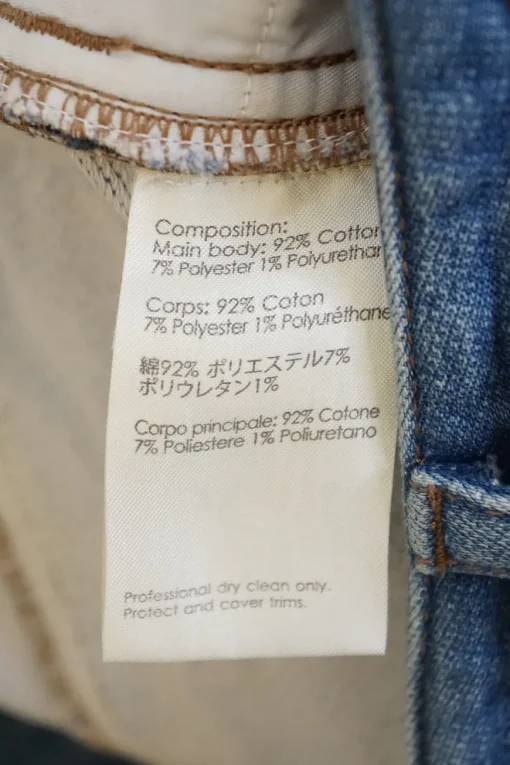 Composition:
Main body: 92% Cotton
7% Polyester 1% Polyurethan
Corps: 92% Coton
7% Polyester 1% Polyuréthane
綿92% ポリエステル7%
ポリウレタン1%
Corpo principale: 92% Cotone
7% Poliestere 1% Poliuretano
Professional dry clean only.
Protect and cover trims.